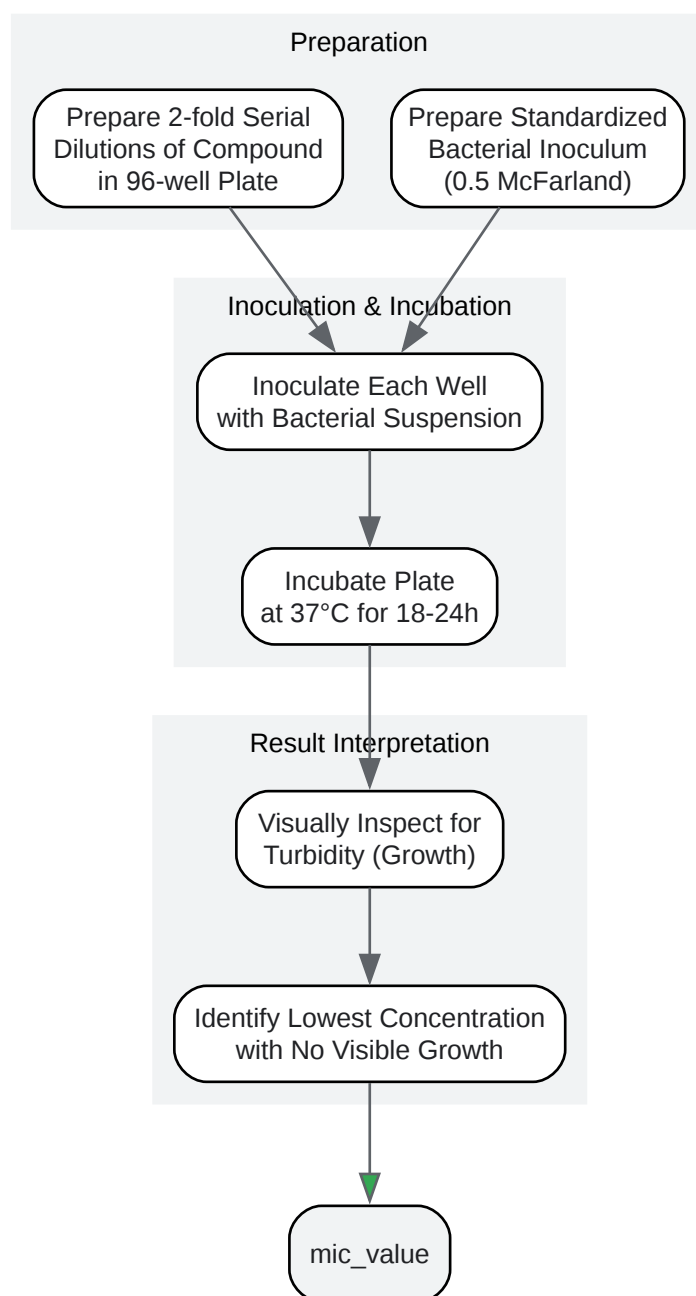 Preparation
Prepare 2-fold Serial
Dilutions of Compound
in 96-well Plate
Prepare Standardized
Bacterial Inoculum
(0.5 McFarland)
Inoculation & Incubation
Inoculate Each Well
with Bacterial Suspension
Incubate Plate
at 37°C for 18-24h
Result Interpretation
Visually Inspect for
Turbidity (Growth)
Identify Lowest Concentration
with No Visible Growth
mic_value